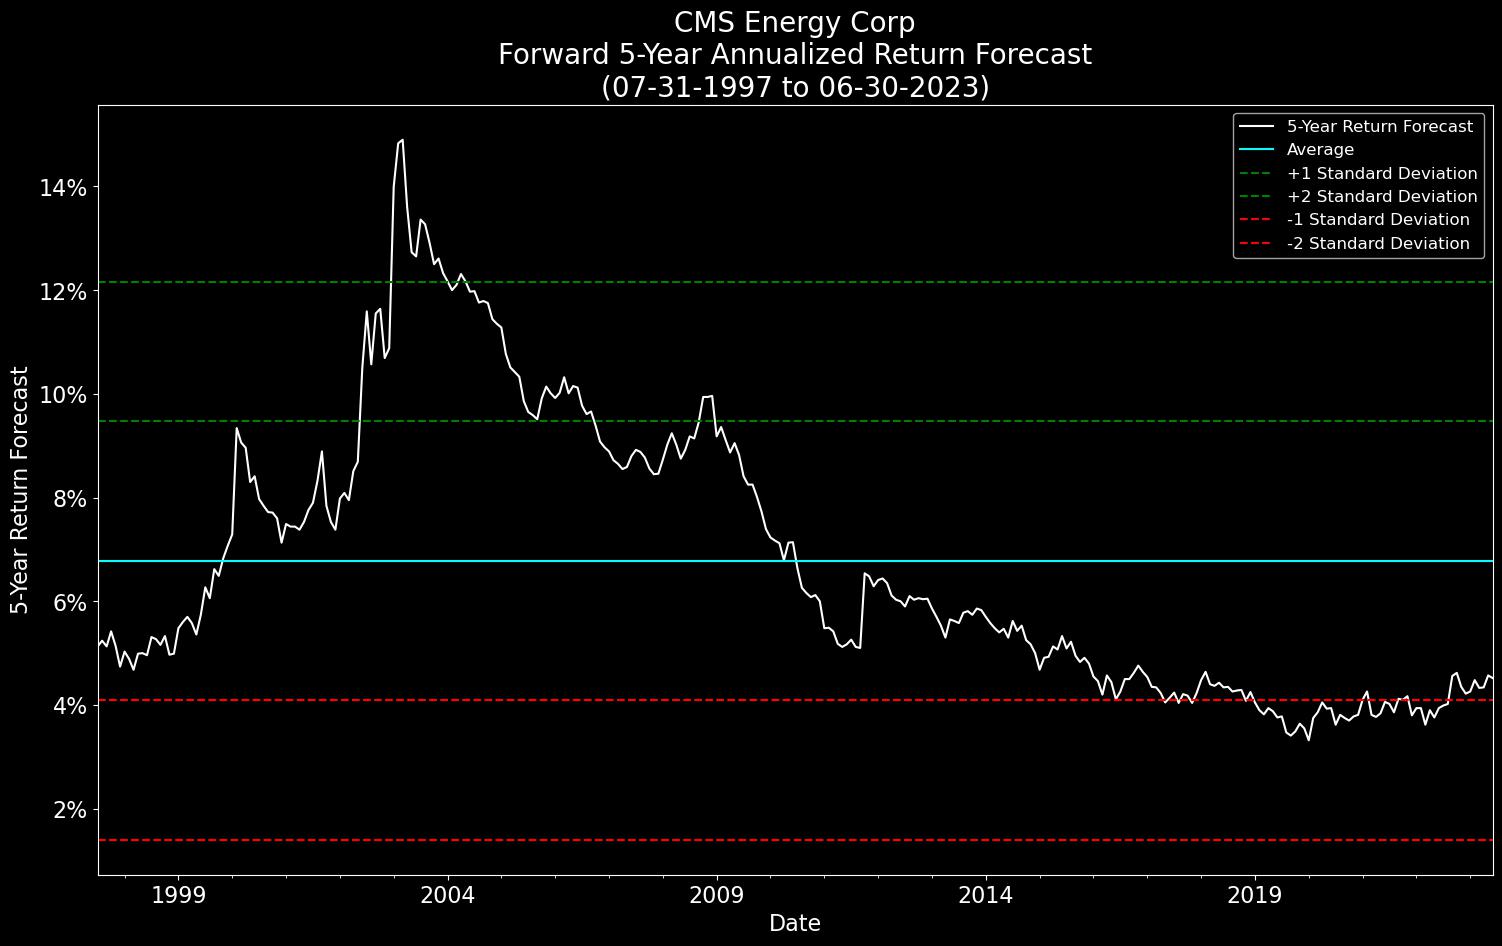 CMS Energy Corp
Forward 5-Year Annualized Return Forecast
(07-31-1997 to 06-30-2023)
5-Year Return Forecast
Average
+1 Standard Deviation
+2 Standard Deviation
-1 Standard Deviation
-2 Standard Deviation
14%
12%
10%
8%
6%
4%
2%
5-Year Return Forecast
1999
2004
2009
2014
2019
Date